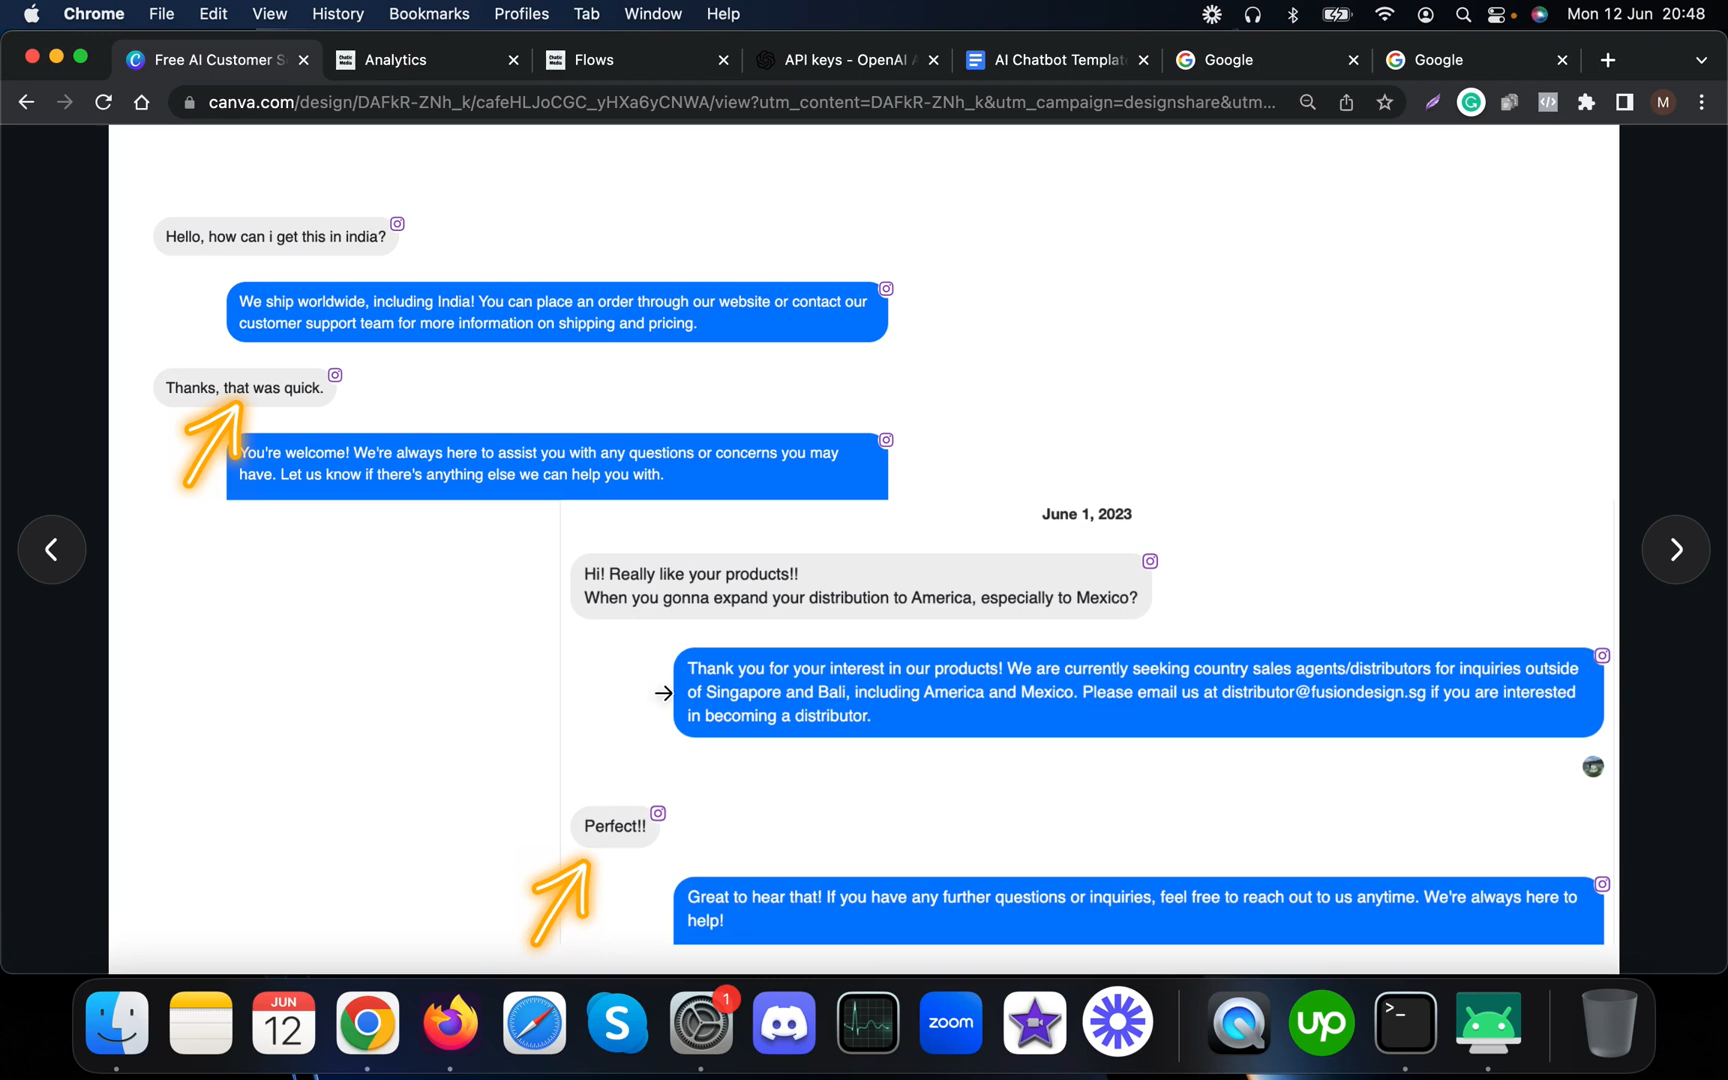 Chrome File Edit View History Bookmarks Profiles Tab Window Help
Mon 12 Jun 20:48
Free AI Customer S
Analytics
Flows
API keys - OpenAI A
AI Chatbot Templat
Google
Google
canva.com/design/DAFkR-ZNh_k/cafeHLJoCGC_yHXa6yCNWA/view?utm_content=DAFkR-ZNh_k&utm_campaign=designshare&utm...
M
Hello, how can i get this in india?
We ship worldwide, including India! You can place an order through our website or contact our
customer support team for more information on shipping and pricing.
Thanks, that was quick.
You're welcome! We're always here to assist you with any questions or concerns you may
have. Let us know if there's anything else we can help you with.
June 1, 2023
Hi! Really like your products!!
When you gonna expand your distribution to America, especially to Mexico?
Thank you for your interest in our products! We are currently seeking country sales agents/distributors for inquiries outside
of Singapore and Bali, including America and Mexico. Please email us at distributor@fusiondesign.sg if you are interested
in becoming a distributor.
Perfect!!
Great to hear that! If you have any further questions or inquiries, feel free to reach out to us anytime. We're always here to
help!
JUN
12
S
1
zoom
up
>_